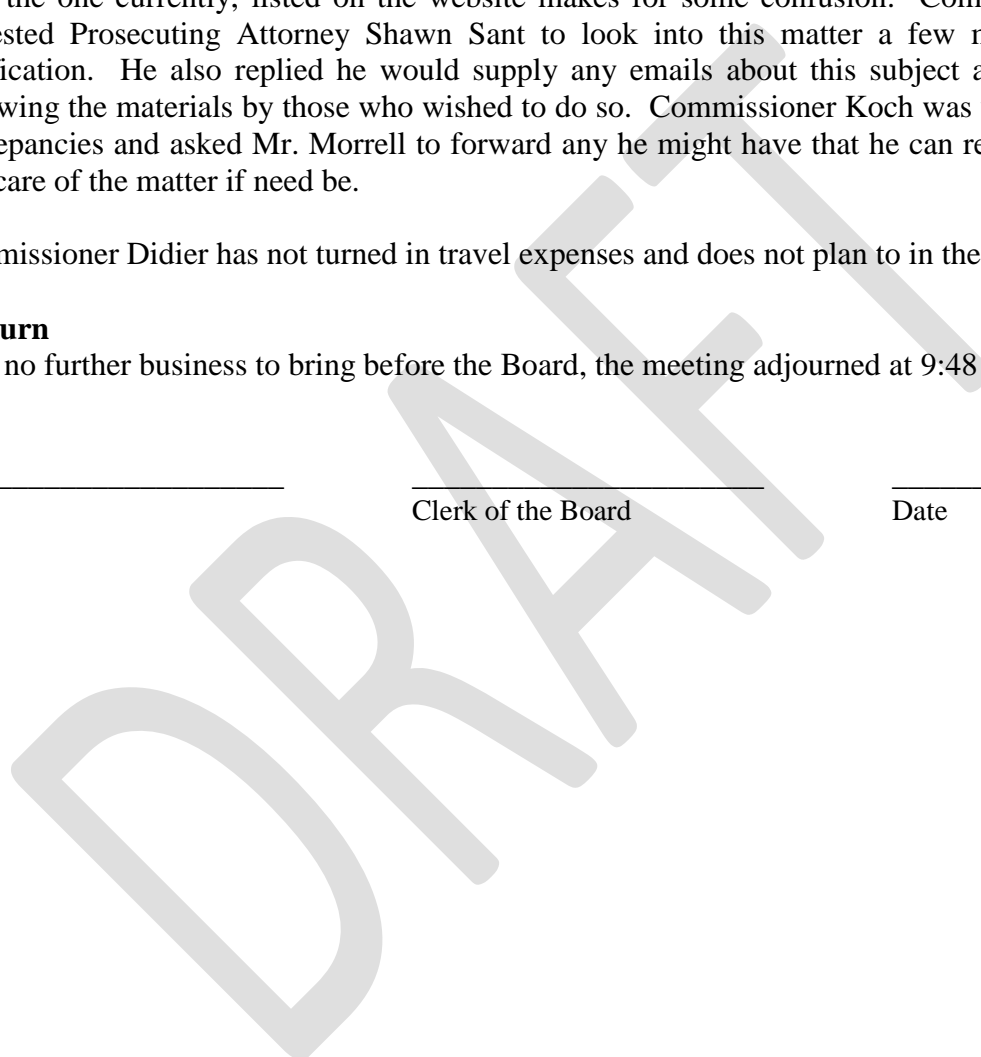 the one currently, listed on the website makes for some confusion. Com
ested Prosecuting Attorney Shawn Sant to look into this matter a few m
ification. He also replied he would supply any emails about this subject a
wing the materials by those who wished to do so. Commissioner Koch was
epancies and asked Mr. Morrell to forward any he might have that he can re
care of the matter if need be.
missioner Didier has not turned in travel expenses and does not plan to in the
urn
no further business to bring before the Board, the meeting adjourned at 9:48
Clerk of the Board Date
DRAFT